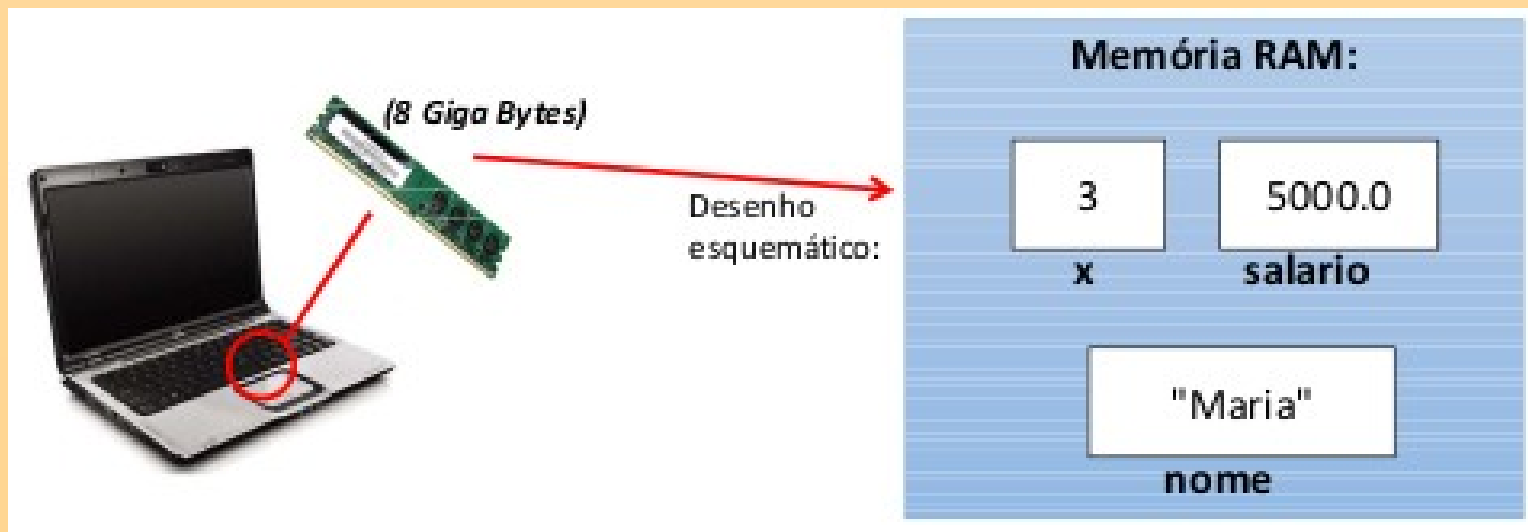 (8 Giga Bytes)
Desenho
esquemático:
Memória RAM:
3
5000.0
x
salario
"Maria"
nome